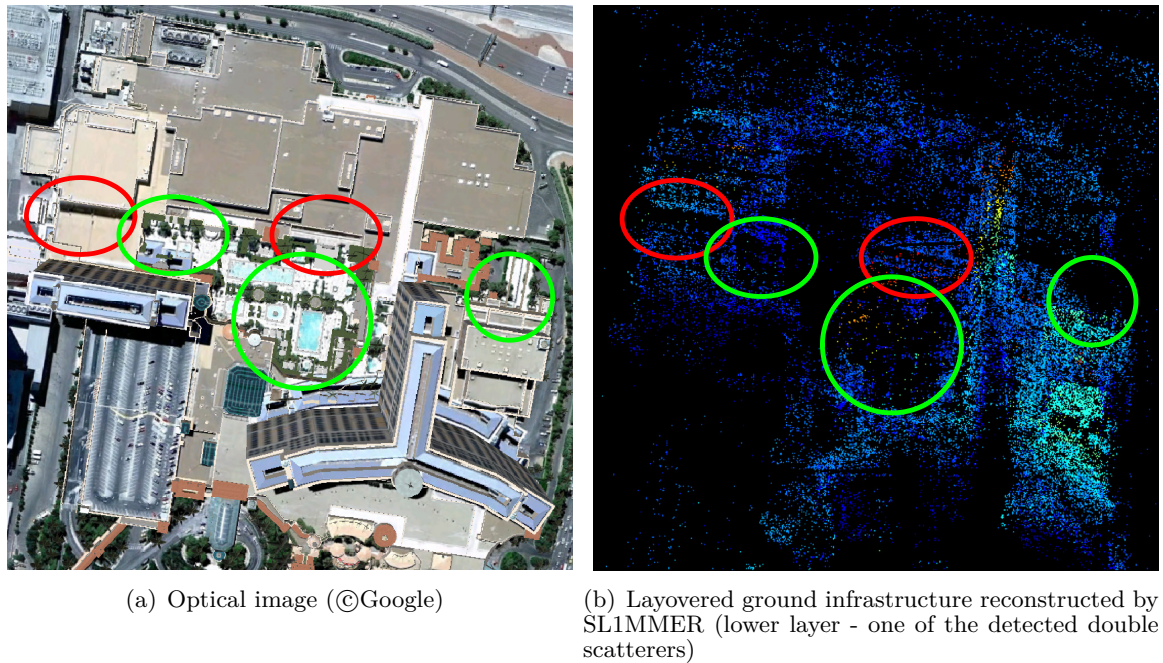 (a) Optical image (©Google)
(b) Layovered ground infrastructure reconstructed by
SL1MMER (lower layer - one of the detected double
scatterers)